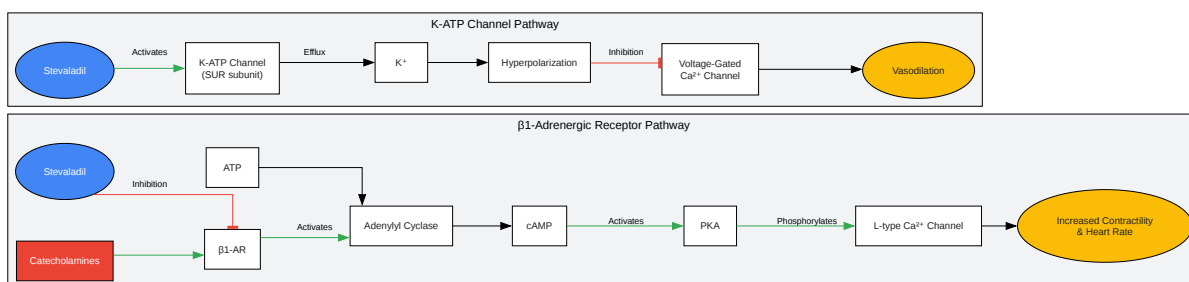 K-ATP Channel Pathway
Stevaladil
Activates
K-ATP Channel
(SUR subunit)
Efflux
K⁺
Hyperpolarization
Inhibition
Voltage-Gated
Ca²⁺ Channel
Vasodilation
β1-Adrenergic Receptor Pathway
Stevaladil
Inhibition
ATP
Catecholamines
β1-AR
Activates
Adenylyl Cyclase
cAMP
Activates
PKA
Phosphorylates
L-type Ca²⁺ Channel
Increased Contractility
& Heart Rate